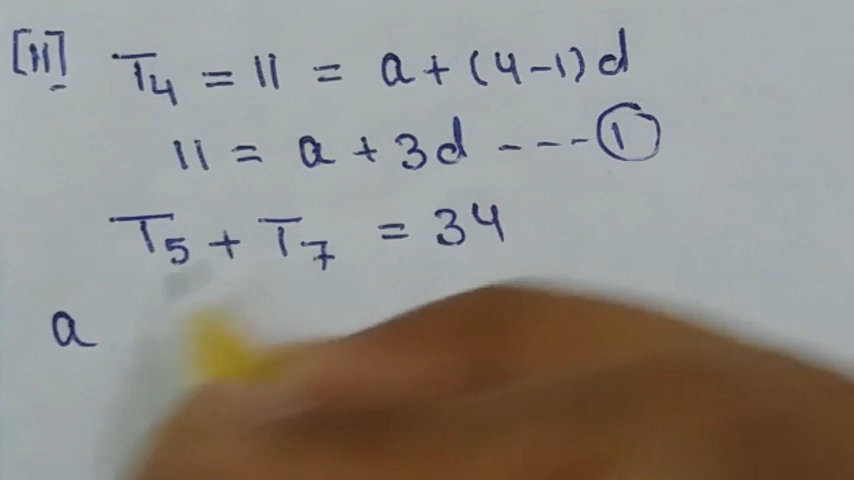 [11] T4 = 11 = a + (4-1)d
11 = a + 3d ---①
T5 + T7 = 34
a